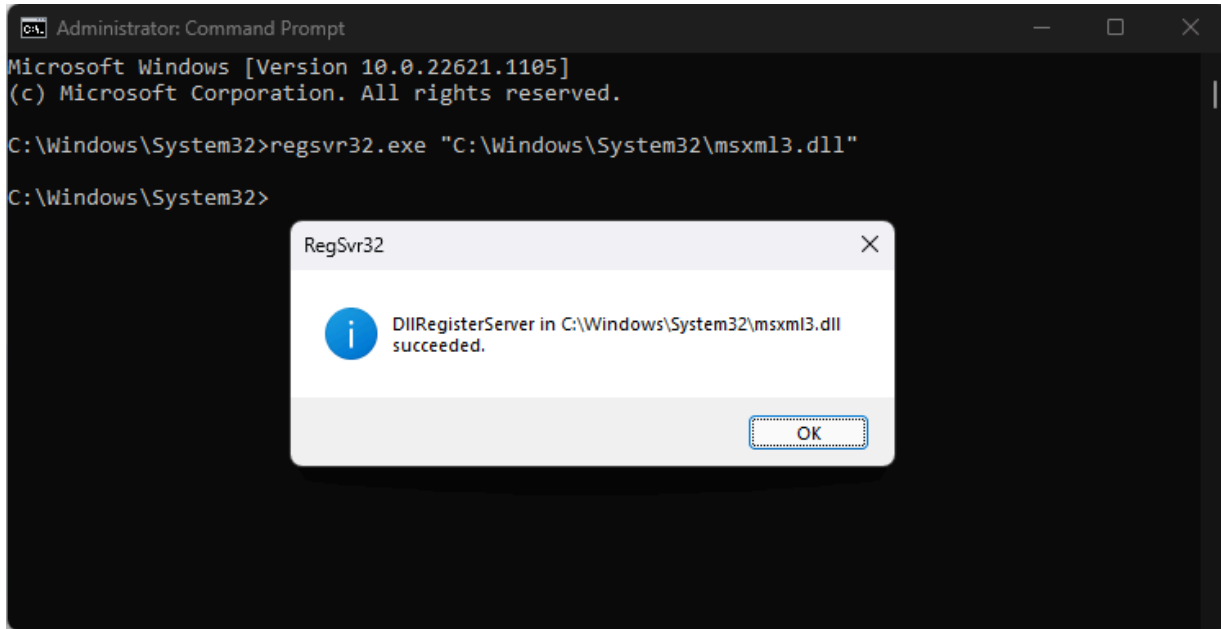 Administrator: Command Prompt
Microsoft Windows [Version 10.0.22621.1105]
(c) Microsoft Corporation. All rights reserved.
C:\Windows\System32>regsvr32.exe "C:\Windows\System32\msxml3.dll"
C:\Windows\System32>
RegSvr32
DllRegisterServer in C:\Windows\System32\msxml3.dll
succeeded.
OK